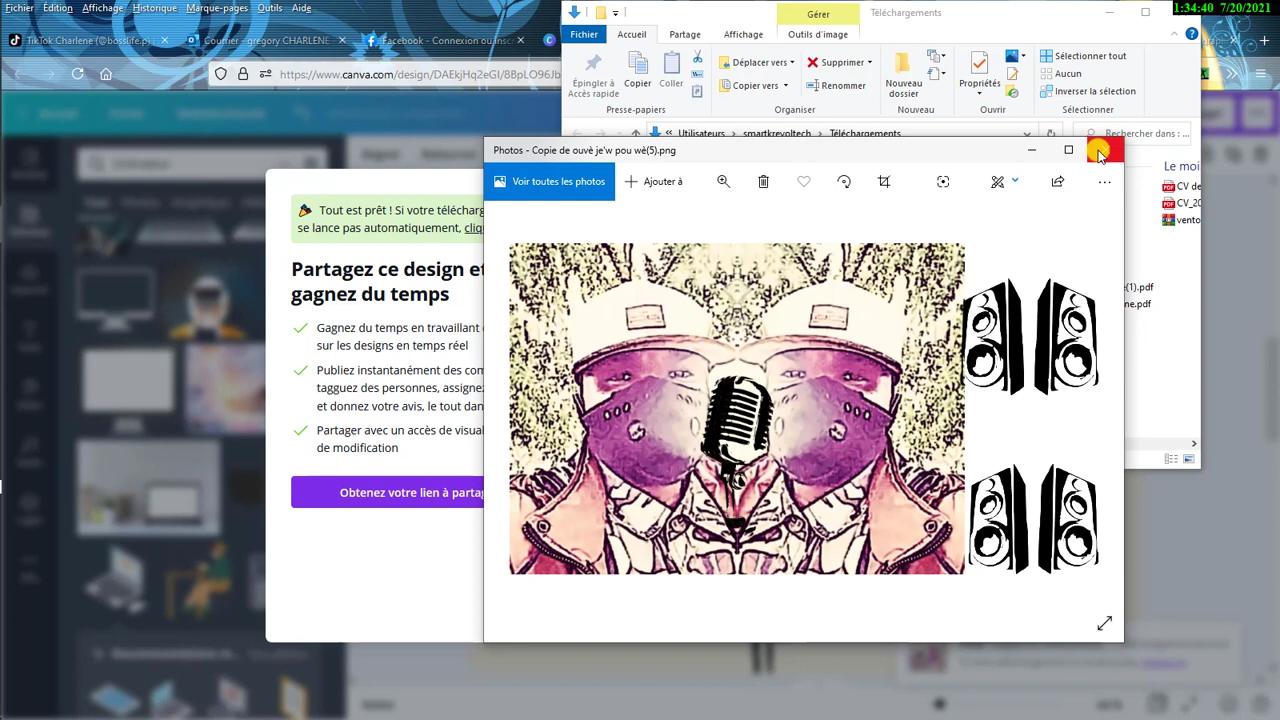 Fichier Édition Affichage Historique Marque-pages Outils Aide
TikTok Charlene (@bosslife.p
Courrier - gregory CHARLENE
Facebook - Connexion ou inscr
https://www.canva.com/design/DAEkjHq2eGI/8BpLO96Jb
1:34:40 7/20/2021
Gérer
Téléchargements
Fichier Accueil Partage Affichage Outils d'image
Épingler à Accès rapide
Copier
Coller
Déplacer vers
Copier vers
Supprimer
Renommer
Nouveau dossier
Propriétés
Sélectionner tout
Aucun
Inverser la sélection
Presse-papiers
Organiser
Nouveau
Ouvrir
Sélectionner
Utilisateurs
smartkrevoltech
Téléchargements
Rechercher dans : ...
Le moi
CV de
CV_20
vento
(1).pdf
ne.pdf
Photos - Copie de ouvè je'w pou wè(5).png
Voir toutes les photos
Ajouter à
Tout est prêt ! Si votre télécharg
se lance pas automatiquement, cliq
Partagez ce design et
gagnez du temps
Gagnez du temps en travaillant
sur les designs en temps réel
Publiez instantanément des com
tagguez des personnes, assignez
et donnez votre avis, le tout dan
Partager avec un accès de visual
de modification
Obtenez votre lien à partag